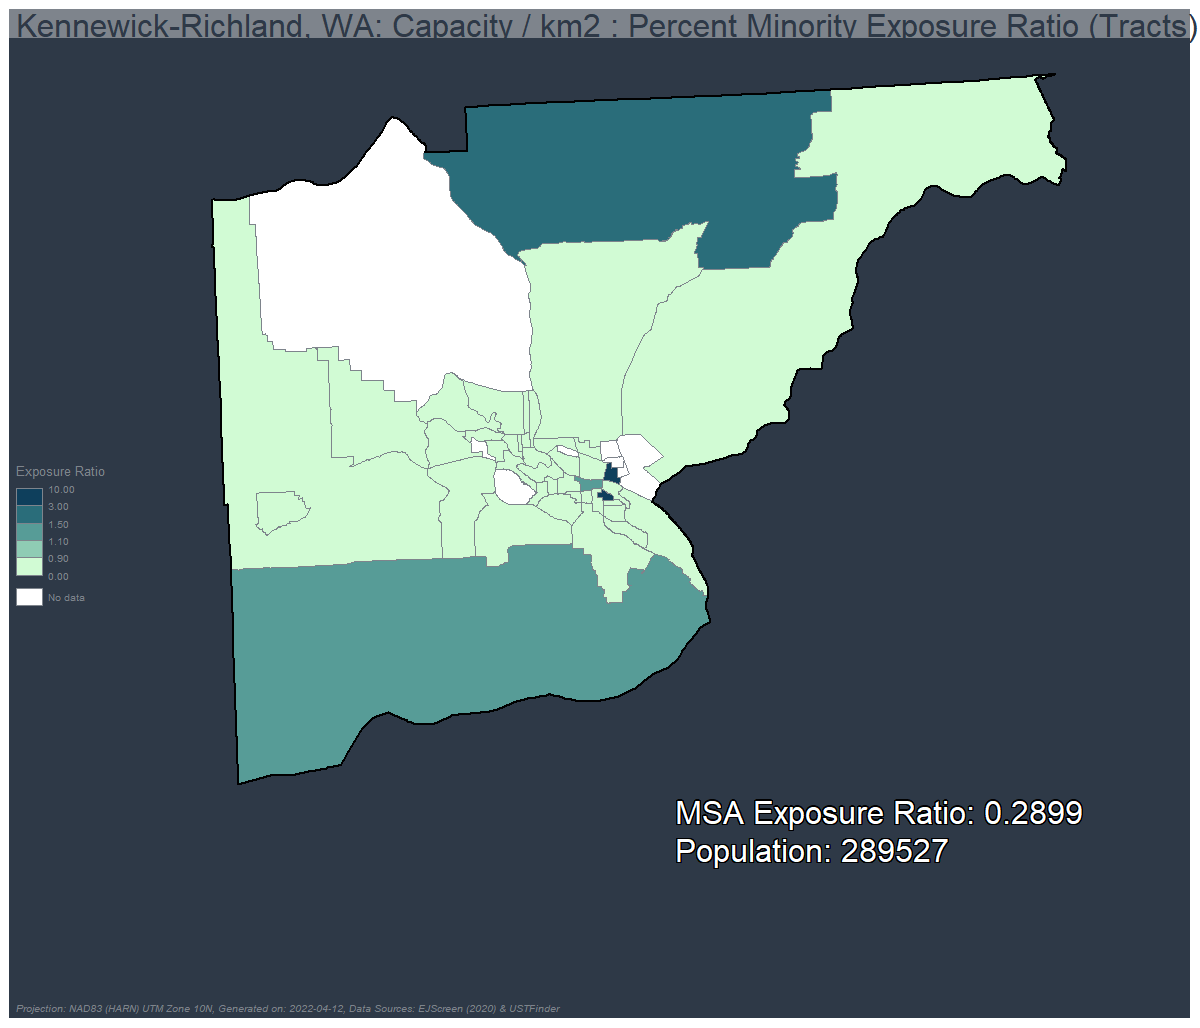 Kennewick-Richland, WA: Capacity / km2 : Percent Minority Exposure Ratio (Tracts)
Exposure Ratio
10.00
3.00
1.50
1.10
0.90
0.00
No data
MSA Exposure Ratio: 0.2899
Population: 289527
Projection: NAD83 (HARN) UTM Zone 10N, Generated on: 2022-04-12, Data Sources: EJScreen (2020) & USTFinder